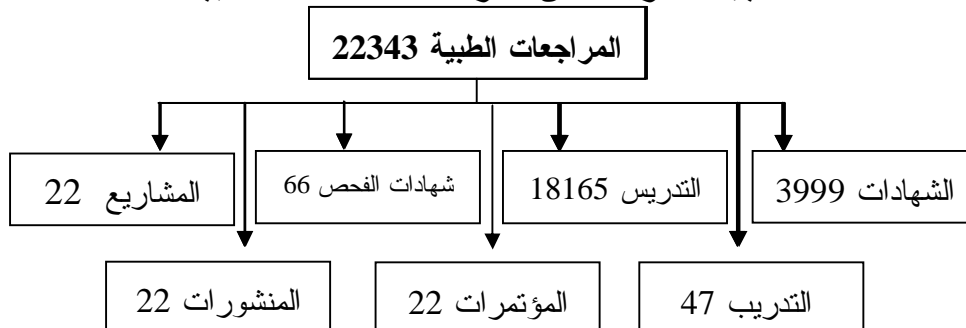 المراجعات الطبية 22343
الشهادات 3999
التدريس 18165
شهادات الفحص 66
المشاريع 22
التدريب 47
المؤتمرات 22
المنشورات 22